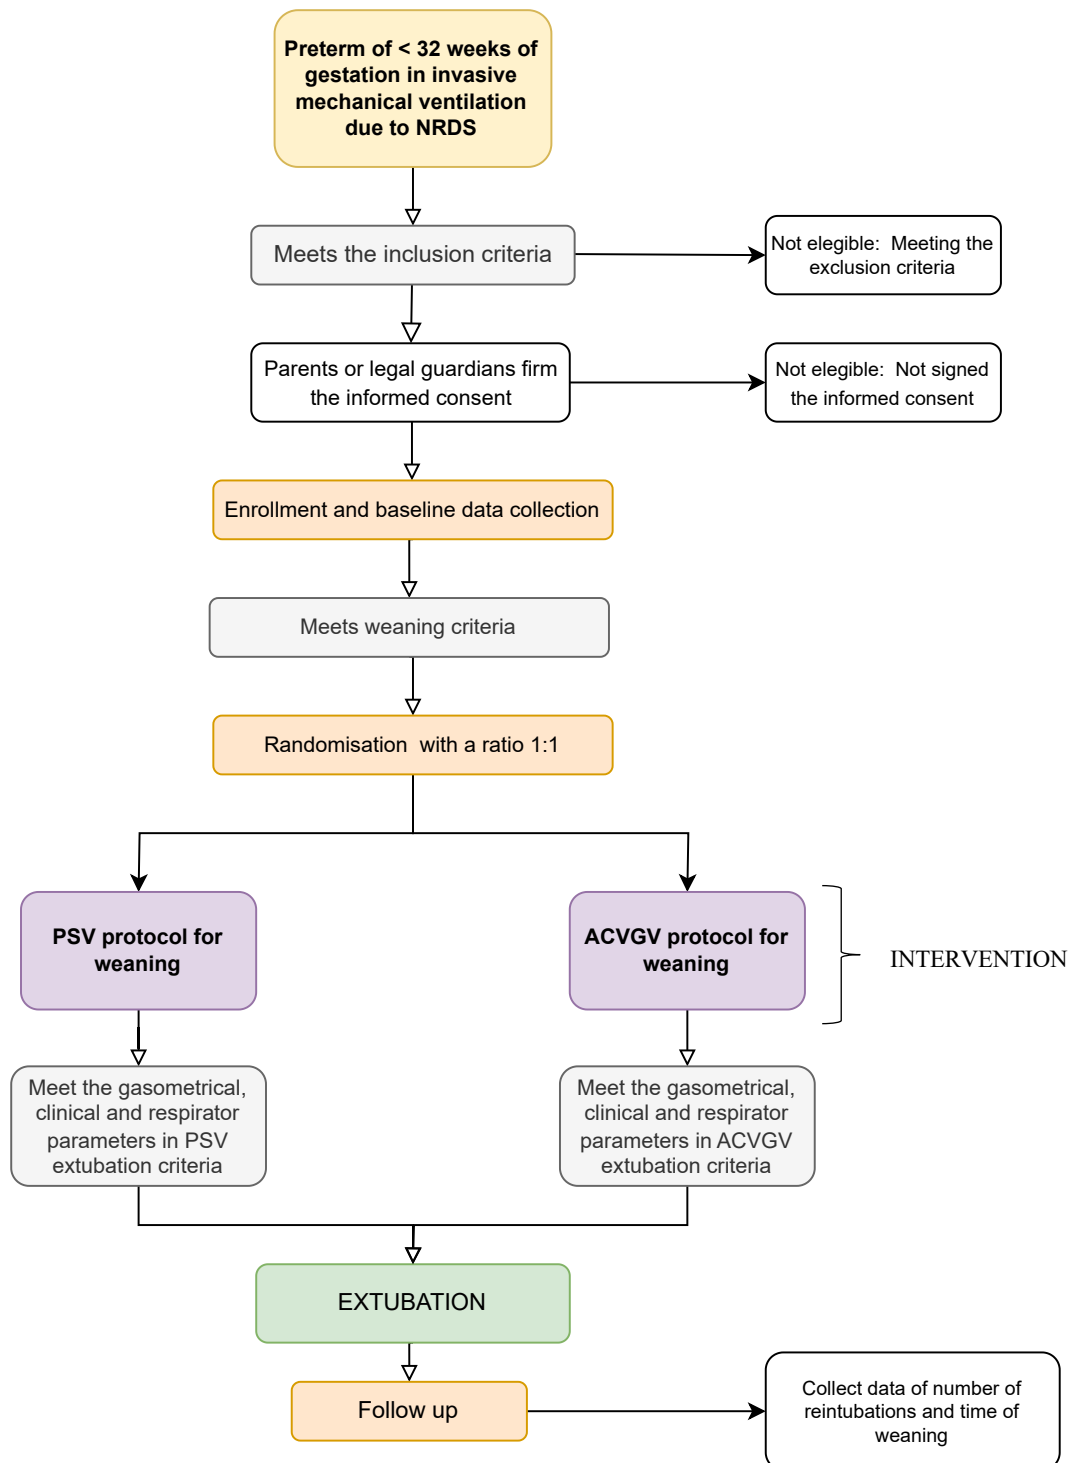 Preterm of < 32 weeks of
gestation in invasive
mechanical ventilation
due to NRDS
Meets the inclusion criteria
Not elegible: Meeting the
exclusion criteria
Parents or legal guardians firm
the informed consent
Not elegible: Not signed
the informed consent
Enrollment and baseline data collection
Meets weaning criteria
Randomisation with a ratio 1:1
PSV protocol for
weaning
ACVGV protocol for
weaning
INTERVENTION
Meet the gasometrical,
clinical and respirator
parameters in PSV
extubation criteria
Meet the gasometrical,
clinical and respirator
parameters in ACVGV
extubation criteria
EXTUBATION
Follow up
Collect data of number of
reintubations and time of
weaning